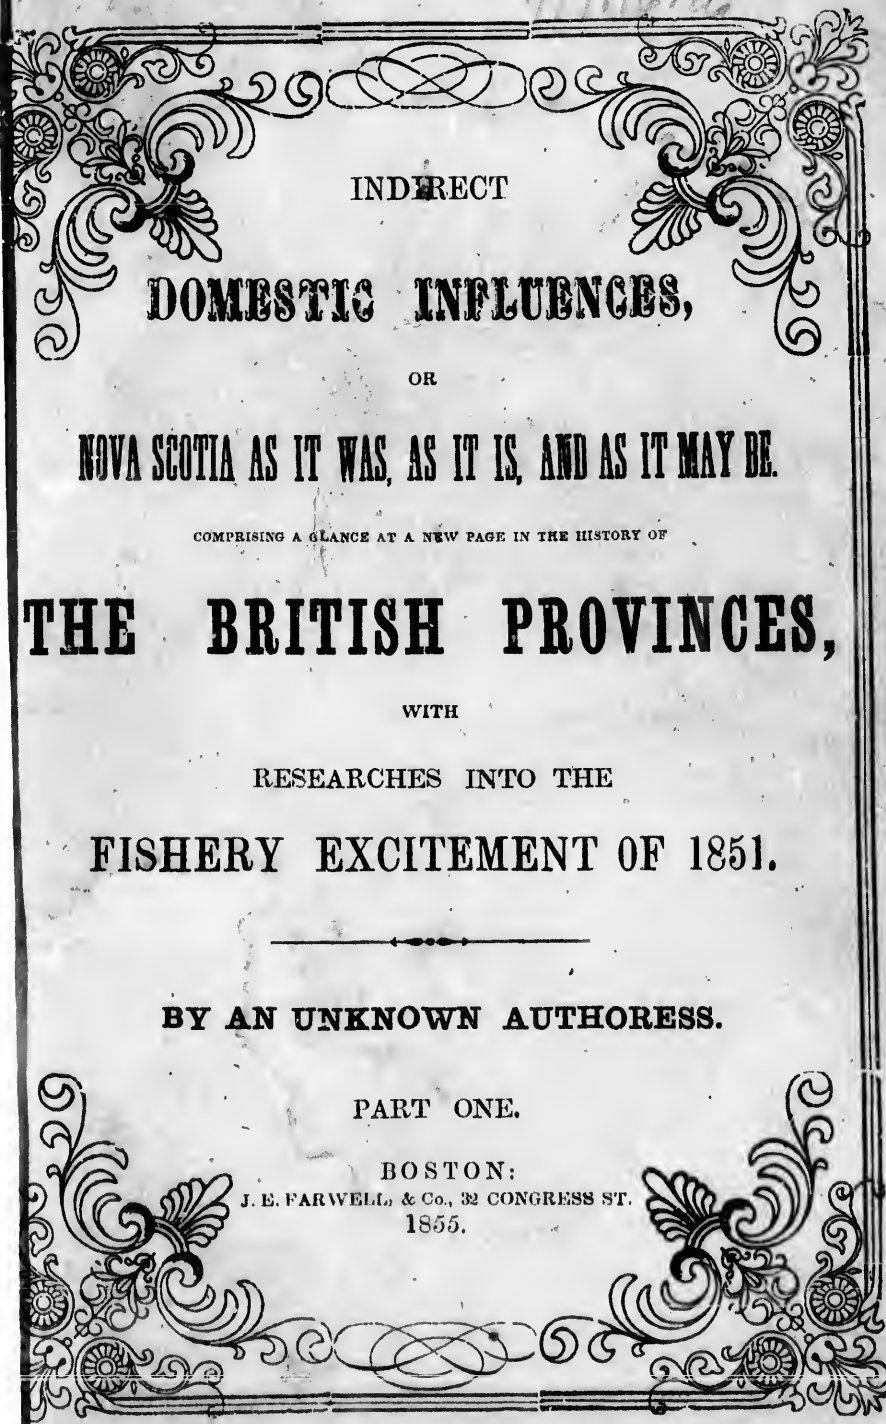 INDIRECT
DOMESTIC INFLUENCES,
OR
NOVA SCOTIA AS IT WAS, AS IT IS, AND AS IT MAY BE.
COMPRISING A GLANCE AT A NEW PAGE IN THE HISTORY OF
THE BRITISH PROVINCES,
WITH
RESEARCHES INTO THE
FISHERY EXCITEMENT OF 1851.
BY AN UNKNOWN AUTHORESS.
PART ONE.
BOSTON:
J. E. FARWELL, & Co., 32 CONGRESS ST.
1855.